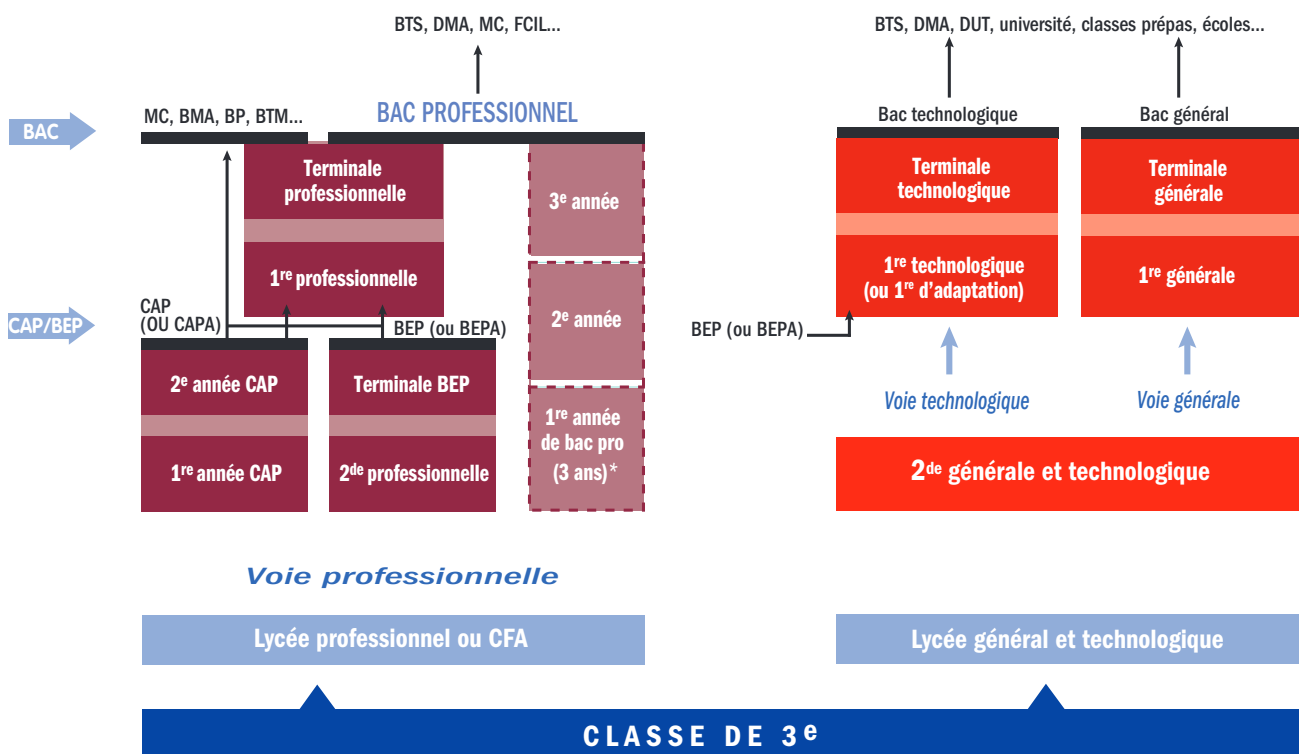 BTS, DMA, MC, FCIL...
BTS, DMA, DUT, université, classes prépas, écoles...
BAC
MC, BMA, BP, BTM...
BAC PROFESSIONNEL
Bac technologique
Bac général
Terminale
professionnelle
3e année
Terminale
technologique
Terminale
générale
1re professionnelle
1re technologique
(ou 1re d'adaptation)
1re générale
CAP/BEP
CAP
(OU CAPA)
BEP (ou BEPA)
2e année
BEP (ou BEPA)
2e année CAP
Terminale BEP
Voie technologique
Voie générale
1re année
de bac pro
(3 ans)*
1re année CAP
2de professionnelle
2de générale et technologique
Voie professionnelle
Lycée professionnel ou CFA
Lycée général et technologique
CLASSE DE 3e